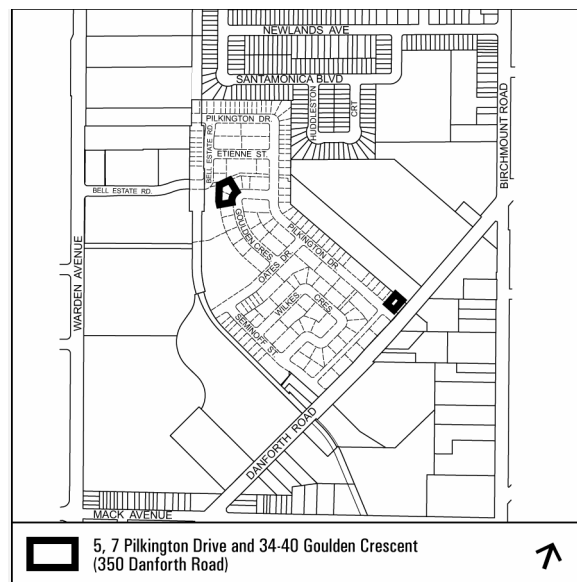 NEWLANDS AVE
SANTAMONICA BLVD
HUDDLESTON
CRT
BIRCHMOUNT ROAD
PILKINGTON DR.
BELL ESTATE RD.
ETIENNE ST.
BELL ESTATE RD.
GOULDEN CRES.
PILKINGTON DR.
OATES DR.
WARDEN AVENUE
WILKES CRES.
SEMINOFF ST.
DANFORTH ROAD
MACK AVENUE
5, 7 Pilkington Drive and 34-40 Goulden Crescent
(350 Danforth Road)